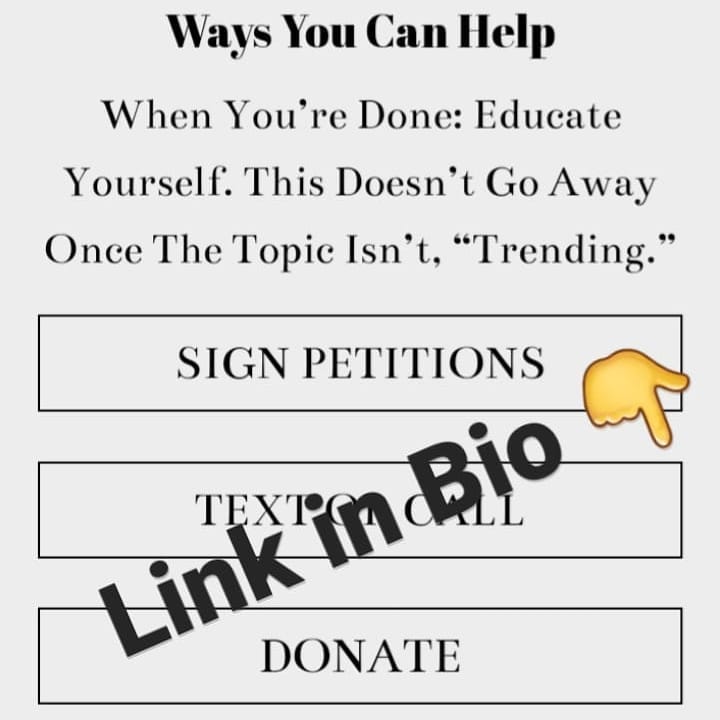 Ways You Can Help
When You’re Done: Educate
Yourself. This Doesn’t Go Away
Once The Topic Isn’t, “Trending.”
SIGN PETITIONS
TEXT OR CALL
Link in Bio
DONATE